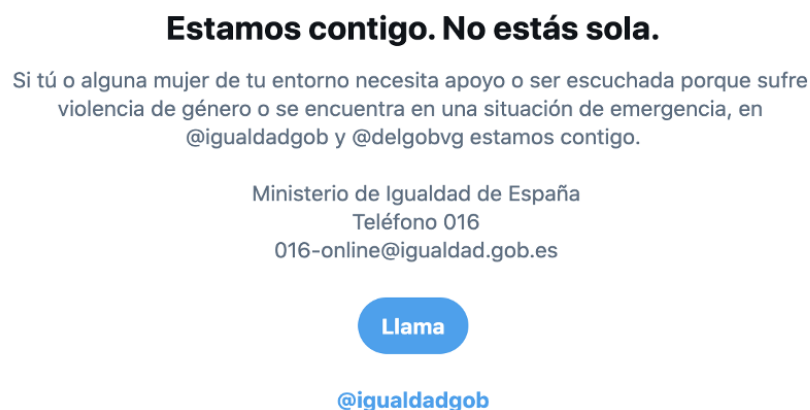 Estamos contigo. No estás sola.
Si tú o alguna mujer de tu entorno necesita apoyo o ser escuchada porque sufre
violencia de género o se encuentra en una situación de emergencia, en
@igualdadgob y @delgobvg estamos contigo.
Ministerio de Igualdad de España
Teléfono 016
016-online@igualdad.gob.es
Llama
@igualdadgob